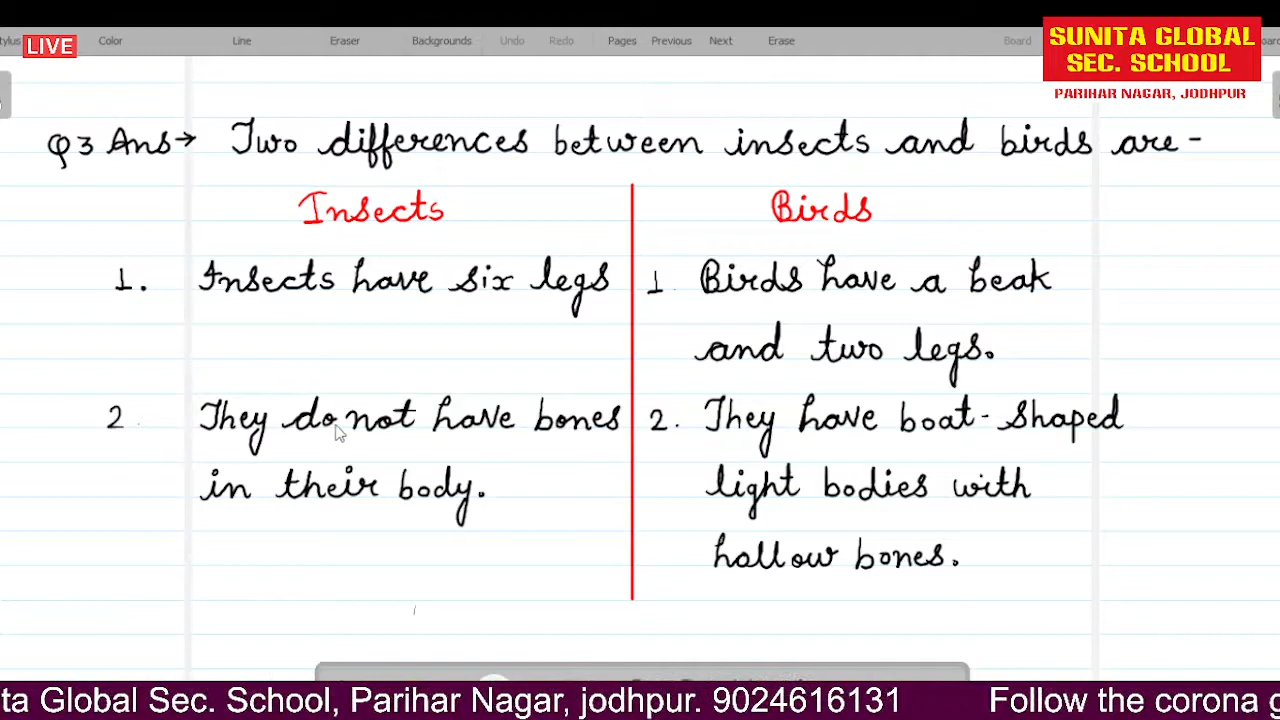 LIVE
Color Line Eraser Backgrounds Undo Redo Pages Previous Next Erase Board
SUNITA GLOBAL
SEC. SCHOOL
PARIHAR NAGAR, JODHPUR
Q3 Ans→ Two differences between insects and birds are-
Insects
1. Insects have six legs
2 They do not have bones
in their body.
Birds
1. Birds have a beak
and two legs.
2. They have boat-shaped
light bodies with
hollow bones.
ta Global Sec. School, Parihar Nagar, jodhpur. 9024616131 Follow the corona g